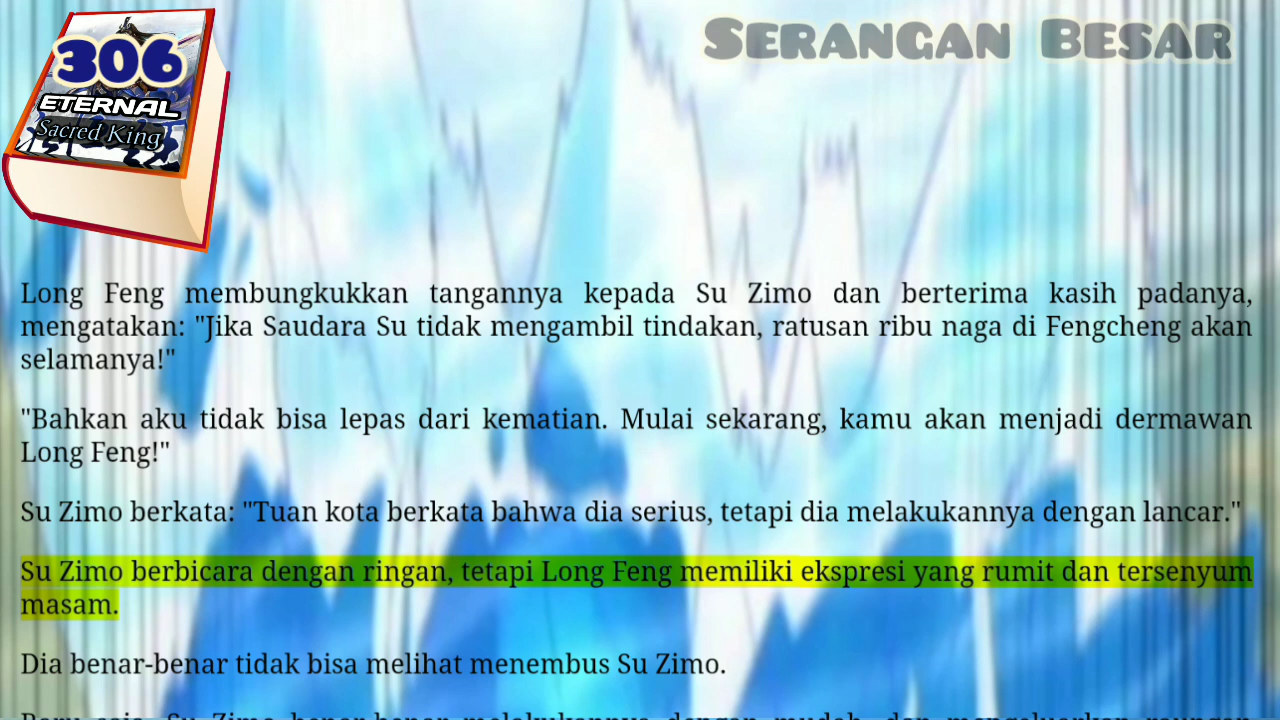 306
ETERNAL
Sacred King
Serangan Besar
Long Feng membungkukkan tangannya kepada Su Zimo dan berterima kasih padanya,
mengatakan: "Jika Saudara Su tidak mengambil tindakan, ratusan ribu naga di Fengcheng akan
selamanya!"
"Bahkan aku tidak bisa lepas dari kematian. Mulai sekarang, kamu akan menjadi dermawan
Long Feng!"
Su Zimo berkata: "Tuan kota berkata bahwa dia serius, tetapi dia melakukannya dengan lancar."
Su Zimo berbicara dengan ringan, tetapi Long Feng memiliki ekspresi yang rumit dan tersenyum
masam.
Dia benar-benar tidak bisa melihat menembus Su Zimo.